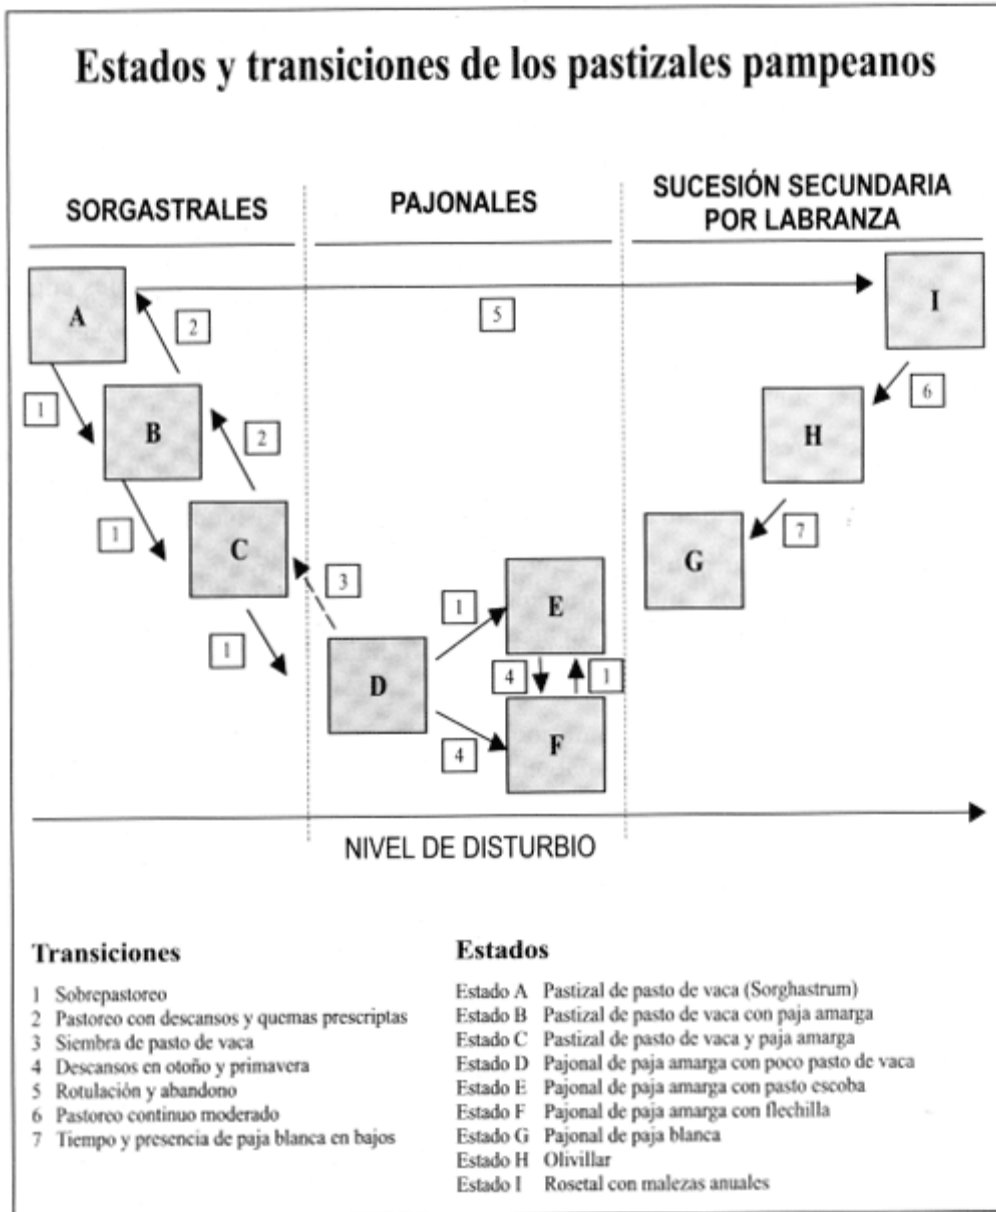 Estados y transiciones de los pastizales pampeanos
SORGASTRALES
PAJONALES
SUCESIÓN SECUNDARIA
POR LABRANZA
A
I
5
2
1
6
B
H
2
1
C
7
G
3
E
1
1
D
4
1
F
4
NIVEL DE DISTURBIO
Transiciones
1 Sobrepastoreo
2 Pastoreo con descansos y quemas prescriptas
3 Siembra de pasto de vaca
4 Descansos en otoño y primavera
5 Rotulación y abandono
6 Pastoreo continuo moderado
7 Tiempo y presencia de paja blanca en bajos
Estados
Estado A Pastizal de pasto de vaca (Sorghastrum)
Estado B Pastizal de pasto de vaca con paja amarga
Estado C Pastizal de pasto de vaca y paja amarga
Estado D Pajonal de paja amarga con poco pasto de vaca
Estado E Pajonal de paja amarga con pasto escoba
Estado F Pajonal de paja amarga con flechilla
Estado G Pajonal de paja blanca
Estado H Olivillar
Estado I Rosetal con malezas anuales